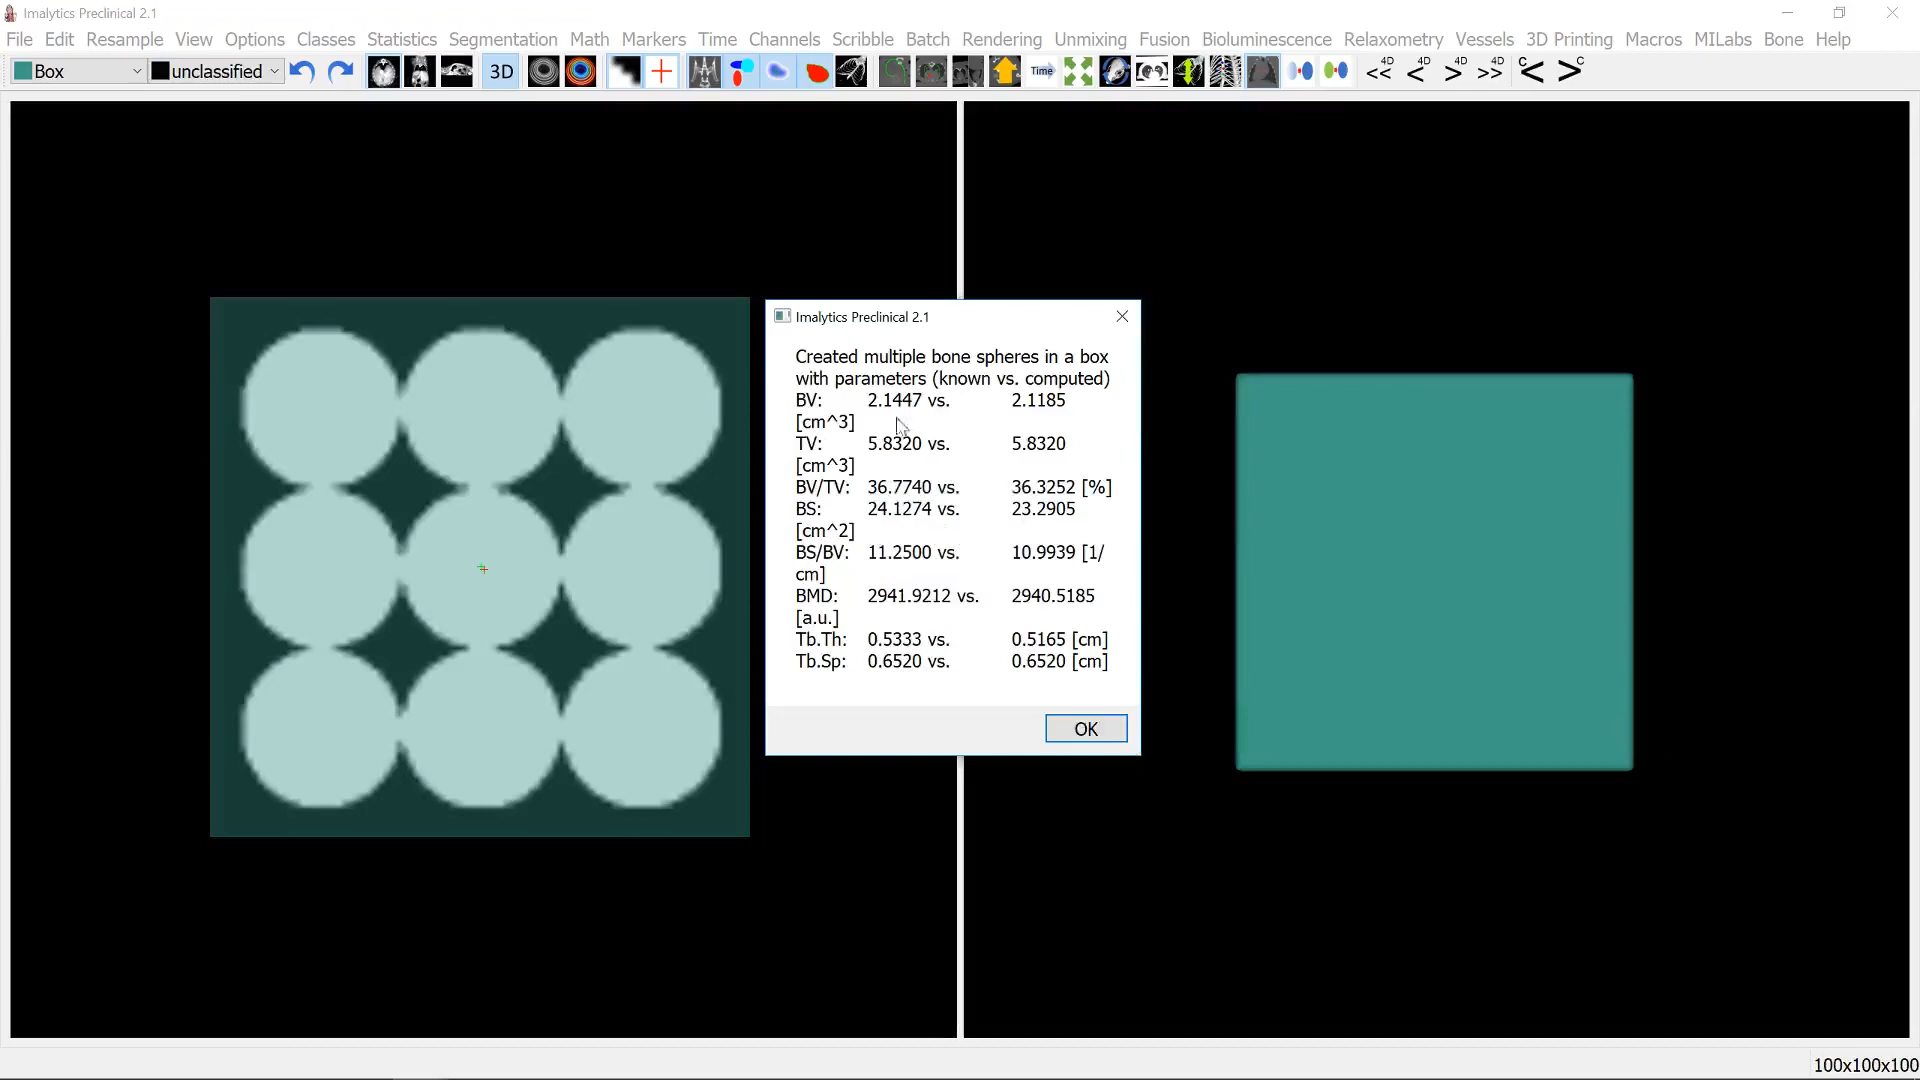 Imalytics Preclinical 2.1
File Edit Resample View Options Classes Statistics Segmentation Math Markers Time Channels Scribble Batch Rendering Unmixing Fusion Bioluminescence Relaxometry Vessels 3D Printing Macros MILabs Bone Help
Box unclassified 3D Time 4D << 4D < 4D > 4D >> C < C >
Imalytics Preclinical 2.1
Created multiple bone spheres in a box
with parameters (known vs. computed)
BV: 2.1447 vs. 2.1185
[cm^3]
TV: 5.8320 vs. 5.8320
[cm^3]
BV/TV: 36.7740 vs. 36.3252 [%]
BS: 24.1274 vs. 23.2905
[cm^2]
BS/BV: 11.2500 vs. 10.9939 [1/
cm]
BMD: 2941.9212 vs. 2940.5185
[a.u.]
Tb.Th: 0.5333 vs. 0.5165 [cm]
Tb.Sp: 0.6520 vs. 0.6520 [cm]
OK
100x100x100